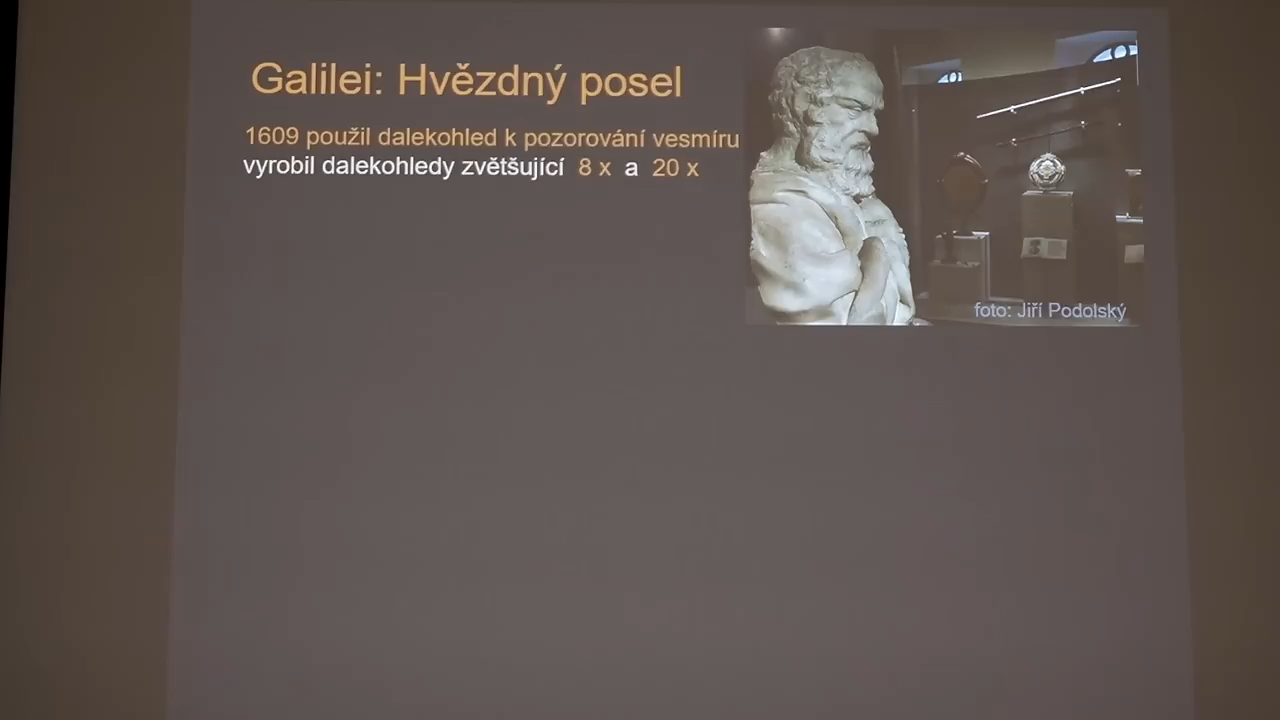 Galilei: Hvězdný posel
1609 použil dalekohled k pozorování vesmíru
vyrobil dalekohledy zvětšující 8 x a 20 x
foto: Jiří Podolský